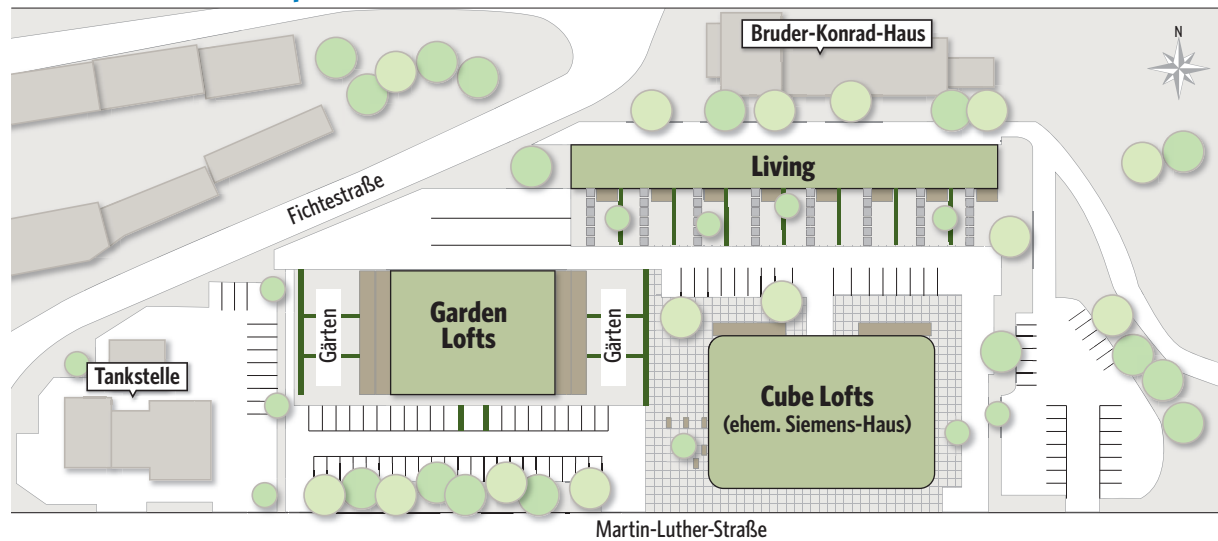 Bruder-Konrad-Haus
N
Living
Fichtestraße
Garden
Lofts
Gärten
Gärten
Tankstelle
Cube Lofts
(ehem. Siemens-Haus)
Martin-Luther-Straße